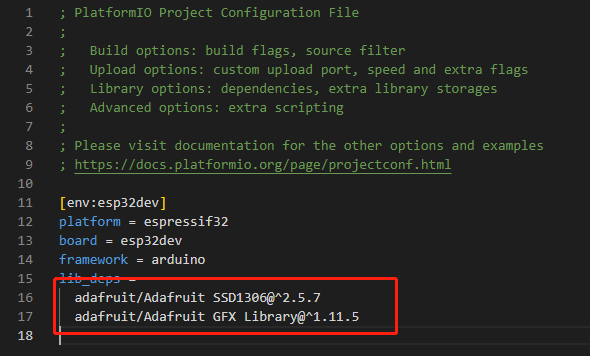 1 ; PlatformIO Project Configuration File
2 ;
3 ;   Build options: build flags, source filter
4 ;   Upload options: custom upload port, speed and extra flags
5 ;   Library options: dependencies, extra library storages
6 ;   Advanced options: extra scripting
7 ;
8 ; Please visit documentation for the other options and examples
9 ; https://docs.platformio.org/page/projectconf.html
10
11 [env:esp32dev]
12 platform = espressif32
13 board = esp32dev
14 framework = arduino
15 lib_deps =
16   adafruit/Adafruit SSD1306@^2.5.7
17   adafruit/Adafruit GFX Library@^1.11.5
18